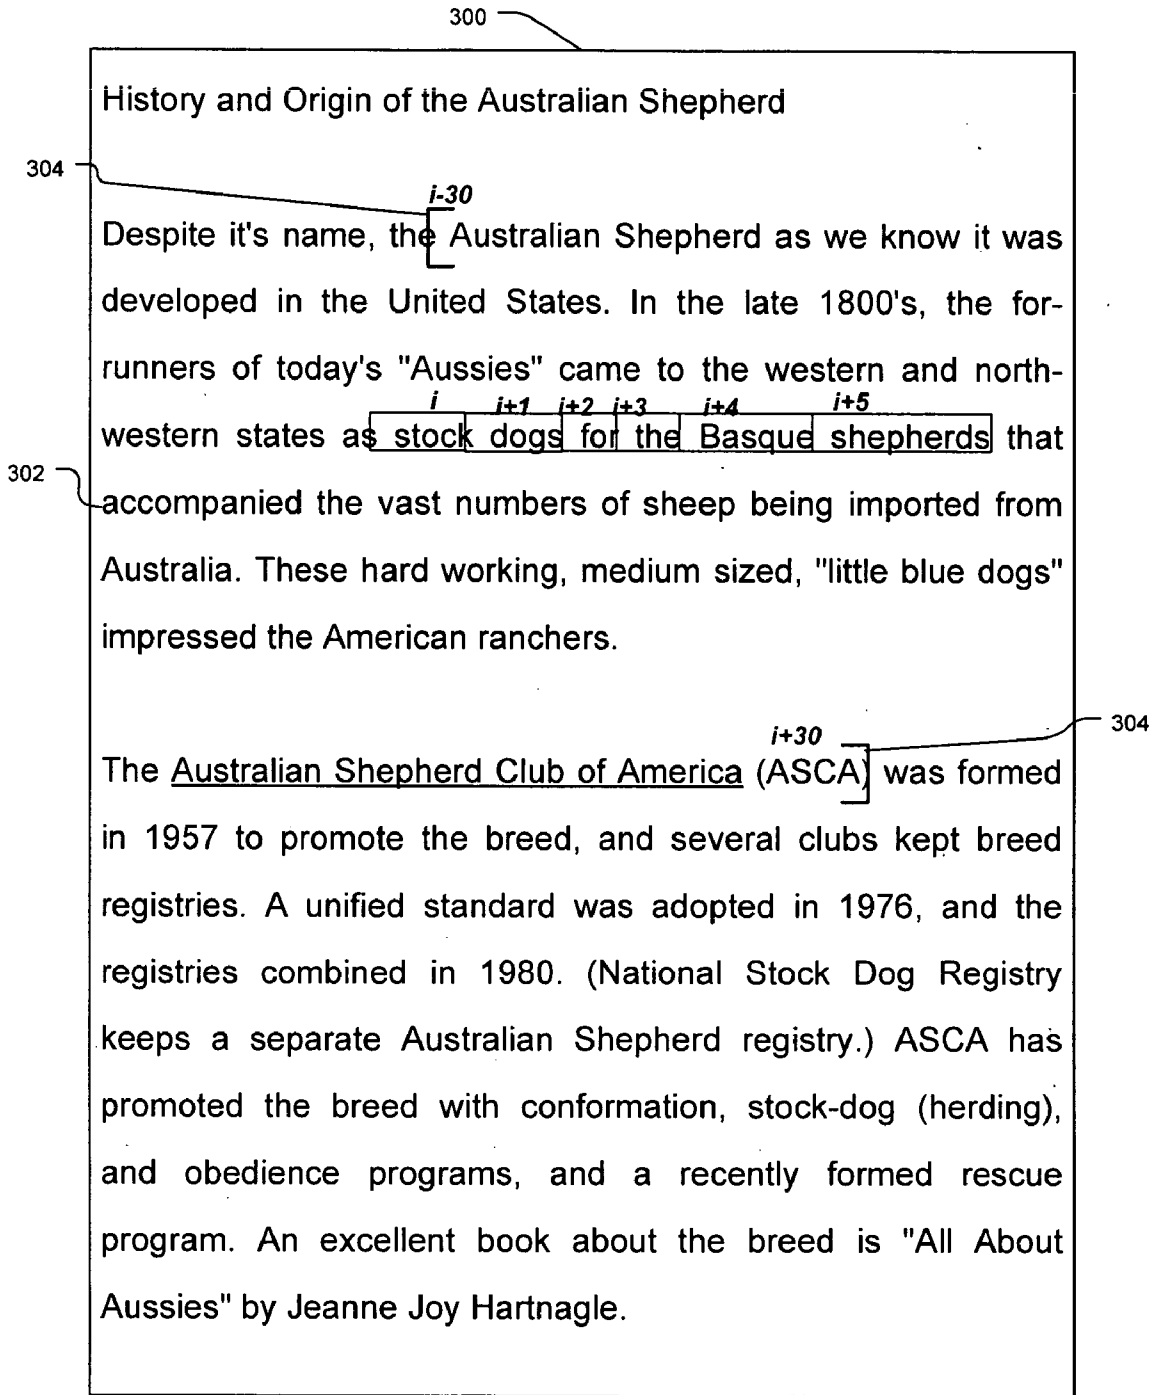 300
History and Origin of the Australian Shepherd
304
i-30
Despite it's name, the Australian Shepherd as we know it was
developed in the United States. In the late 1800's, the for-
runners of today's "Aussies" came to the western and north-
i i+1 i+2 i+3 i+4 i+5
western states as stock dogs for the Basque shepherds that
302
accompanied the vast numbers of sheep being imported from
Australia. These hard working, medium sized, "little blue dogs"
impressed the American ranchers.
304
i+30
The Australian Shepherd Club of America (ASCA) was formed
in 1957 to promote the breed, and several clubs kept breed
registries. A unified standard was adopted in 1976, and the
registries combined in 1980. (National Stock Dog Registry
keeps a separate Australian Shepherd registry.) ASCA has
promoted the breed with conformation, stock-dog (herding),
and obedience programs, and a recently formed rescue
program. An excellent book about the breed is "All About
Aussies" by Jeanne Joy Hartnagle.